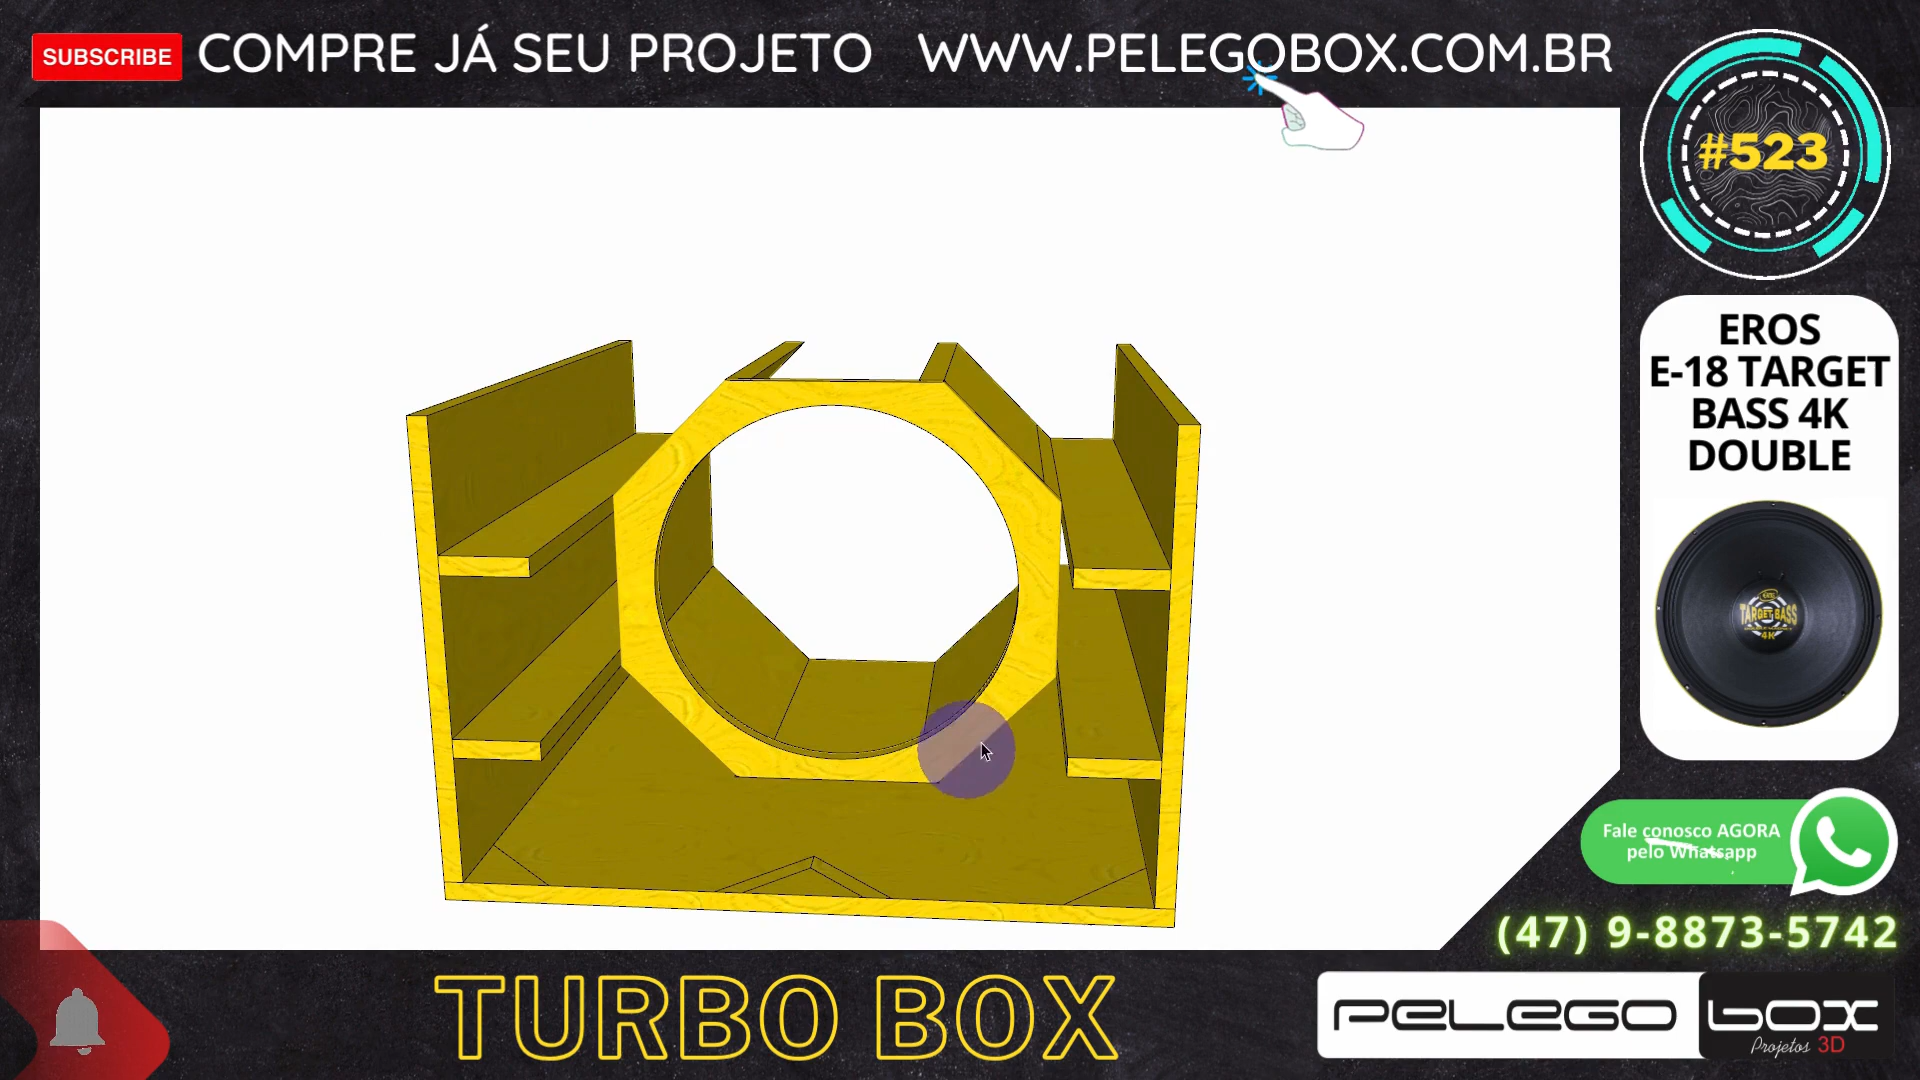 SUBSCRIBE
COMPRE JÁ SEU PROJETO WWW.PELEGOBOX.COM.BR
#523
EROS
E-18 TARGET
BASS 4K
DOUBLE
TARGET BASS
4K
Fale conosco AGORA
pelo Whatsapp
(47) 9-8873-5742
TURBO BOX
PELEGO box
Projetos 3D